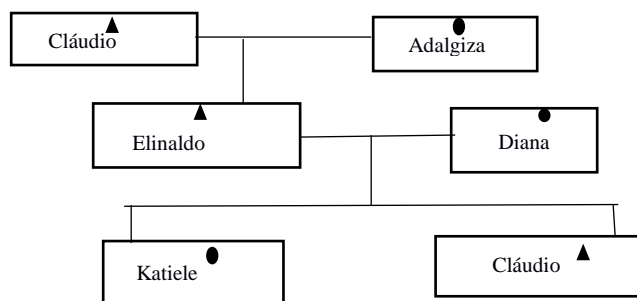 Cláudio
Adalgiza
Elinaldo
Diana
Katiele
Cláudio